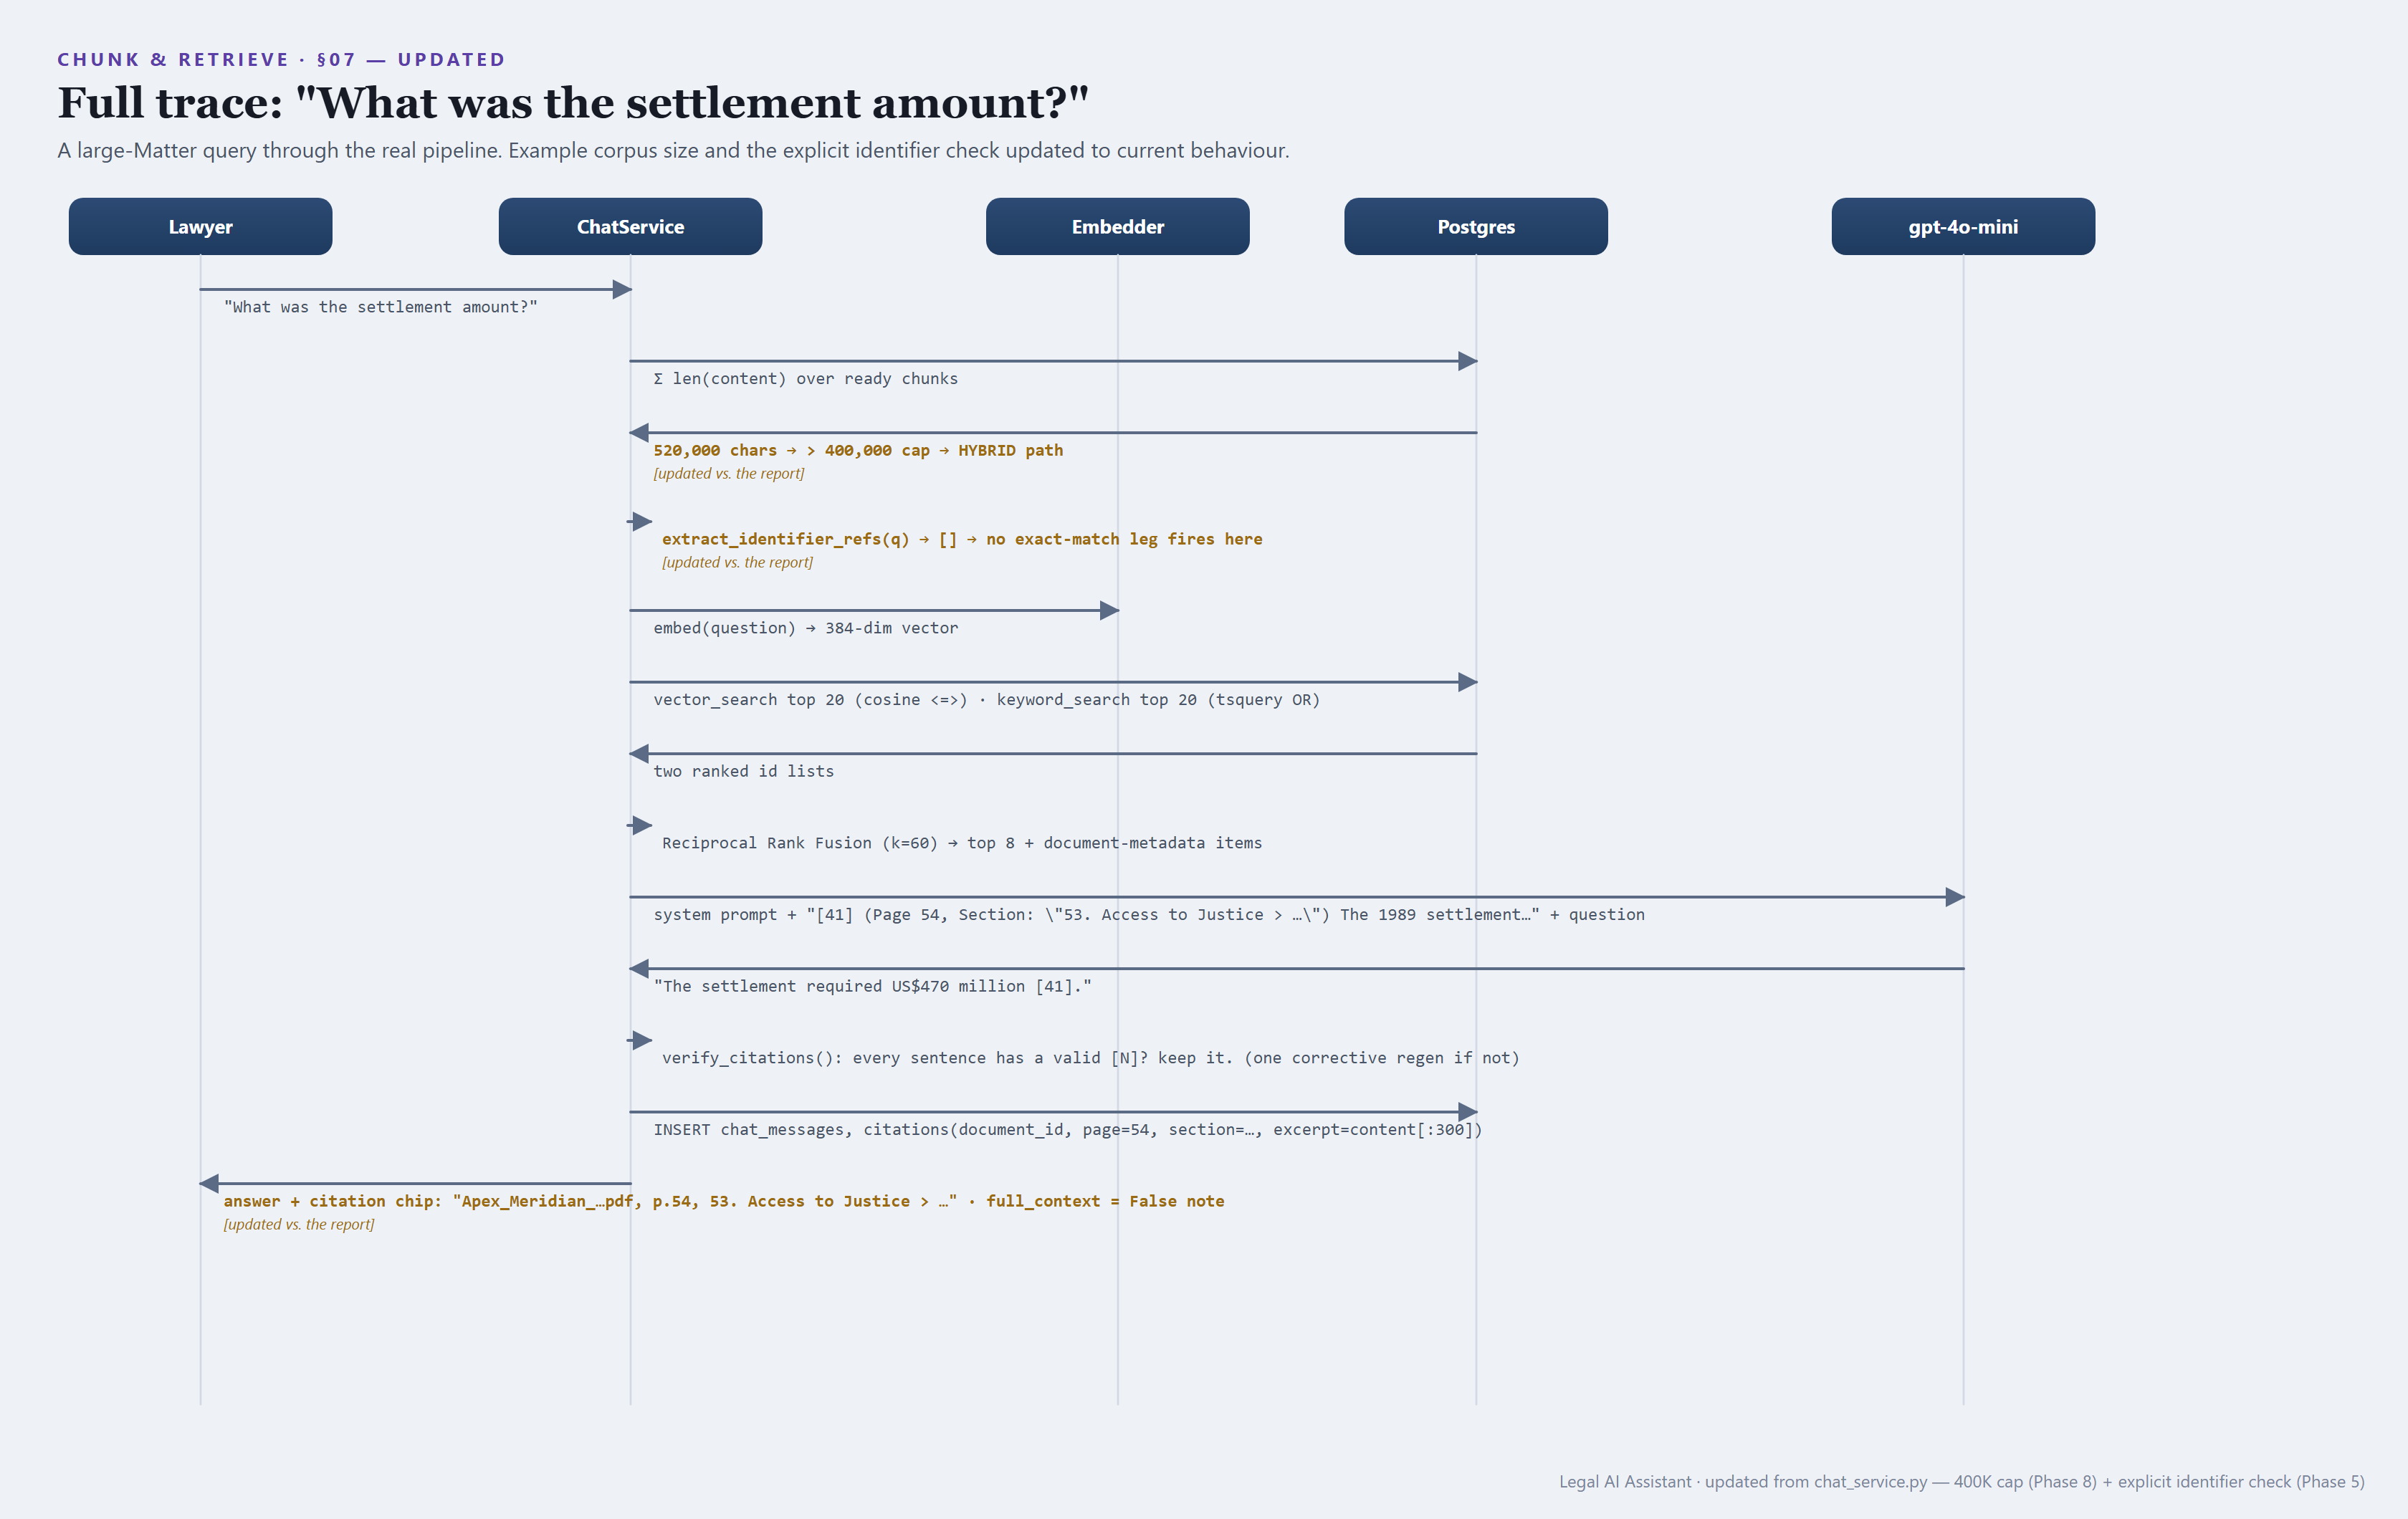 CHUNK & RETRIEVE · §07 — UPDATED
Full trace: "What was the settlement amount?"
A large-Matter query through the real pipeline. Example corpus size and the explicit identifier check updated to current behaviour.
Lawyer
ChatService
Embedder
Postgres
gpt-4o-mini
"What was the settlement amount?"
Σ len(content) over ready chunks
520,000 chars → > 400,000 cap → HYBRID path
[updated vs. the report]
extract_identifier_refs(q) → [] → no exact-match leg fires here
[updated vs. the report]
embed(question) → 384-dim vector
vector_search top 20 (cosine <=>) · keyword_search top 20 (tsquery OR)
two ranked id lists
Reciprocal Rank Fusion (k=60) → top 8 + document-metadata items
system prompt + "[41] (Page 54, Section: \"53. Access to Justice > …\") The 1989 settlement…" + question
"The settlement required US$470 million [41]."
verify_citations(): every sentence has a valid [N]? keep it. (one corrective regen if not)
INSERT chat_messages, citations(document_id, page=54, section=…, excerpt=content[:300])
answer + citation chip: "Apex_Meridian_…pdf, p.54, 53. Access to Justice > …" · full_context = False note
[updated vs. the report]
Legal AI Assistant · updated from chat_service.py — 400K cap (Phase 8) + explicit identifier check (Phase 5)